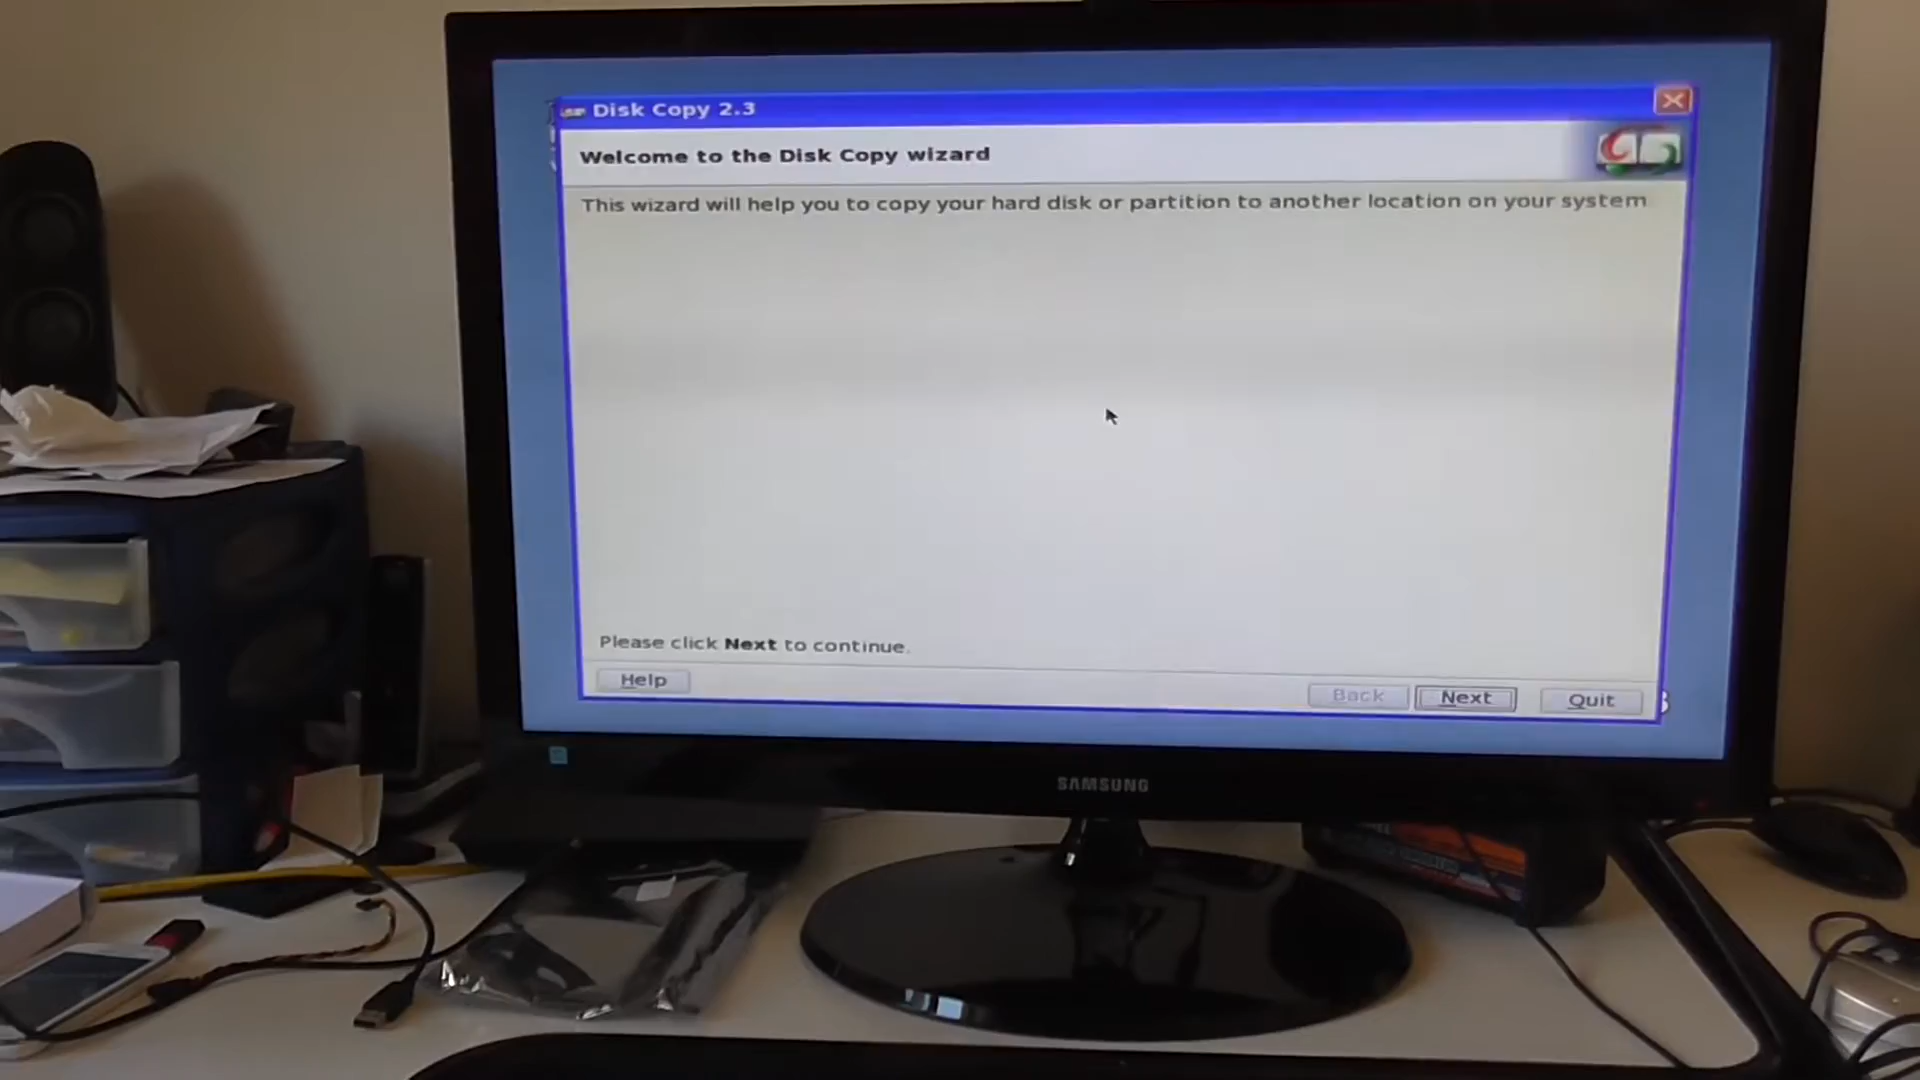 Disk Copy 2.3
Welcome to the Disk Copy wizard
This wizard will help you to copy your hard disk or partition to another location on your system
Please click Next to continue.
Help
Back
Next
Quit
SAMSUNG